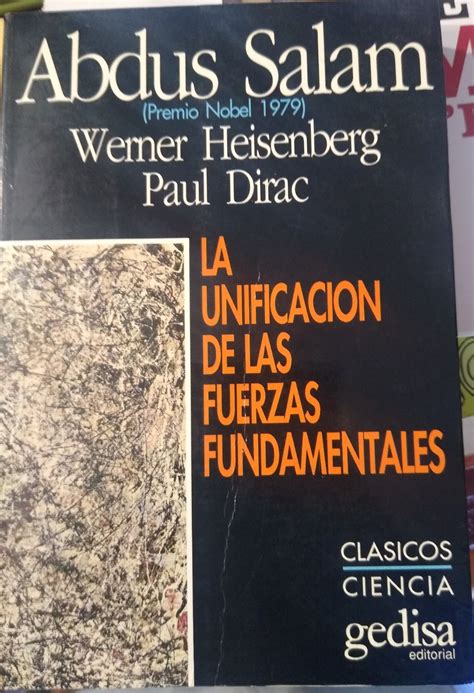 Abdus Salam
(Premio Nobel 1979)
Werner Heisenberg
Paul Dirac
LA
UNIFICACION
DE LAS
FUERZAS
FUNDAMENTALES
CLASICOS
CIENCIA
gedisa
editorial